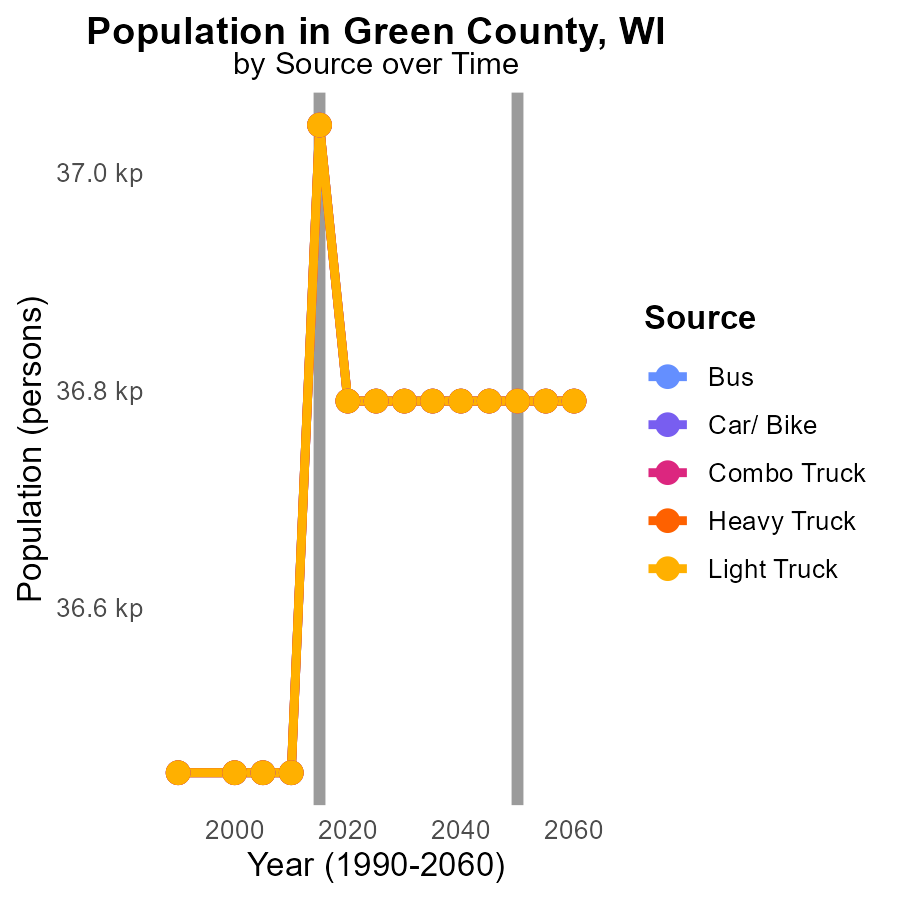 Population in Green County, WI
by Source over Time
Population (persons)
37.0 kp
36.8 kp
36.6 kp
2000 2020 2040 2060
Year (1990-2060)
Source
Bus
Car/ Bike
Combo Truck
Heavy Truck
Light Truck